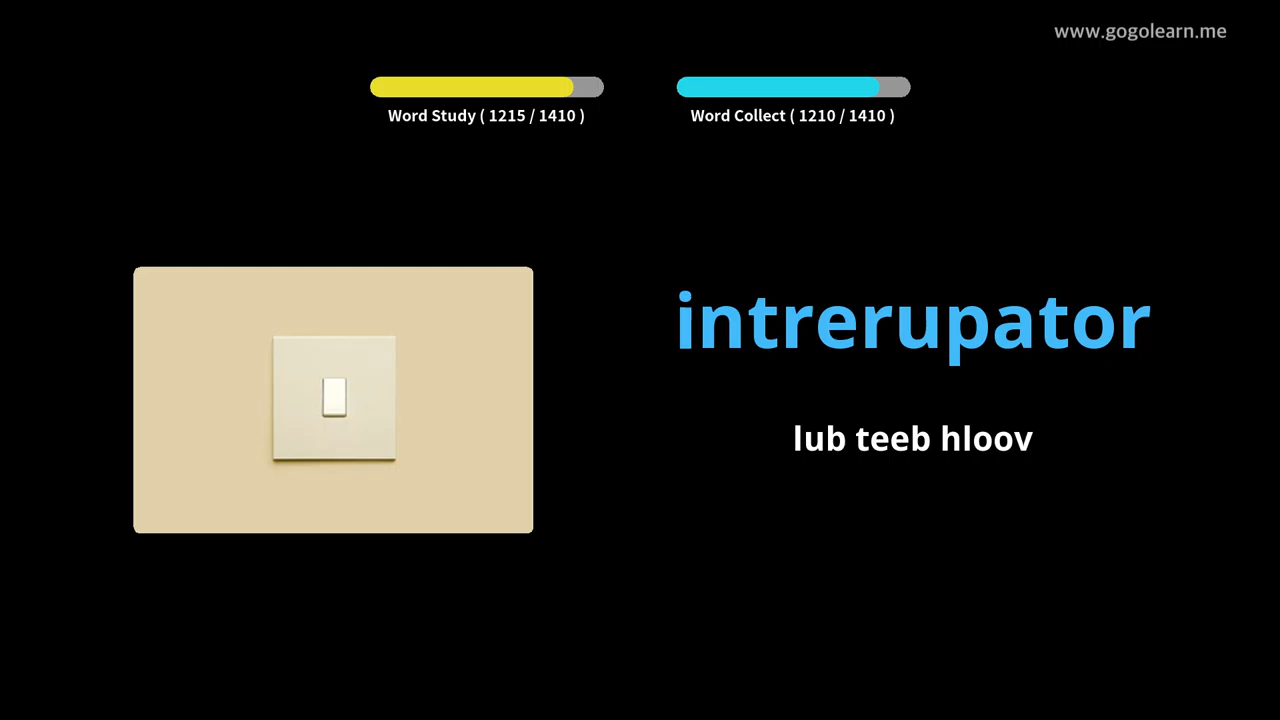 www.gogolearn.me
Word Study ( 1215 / 1410 )
Word Collect ( 1210 / 1410 )
intrerupator
lub teeb hloov